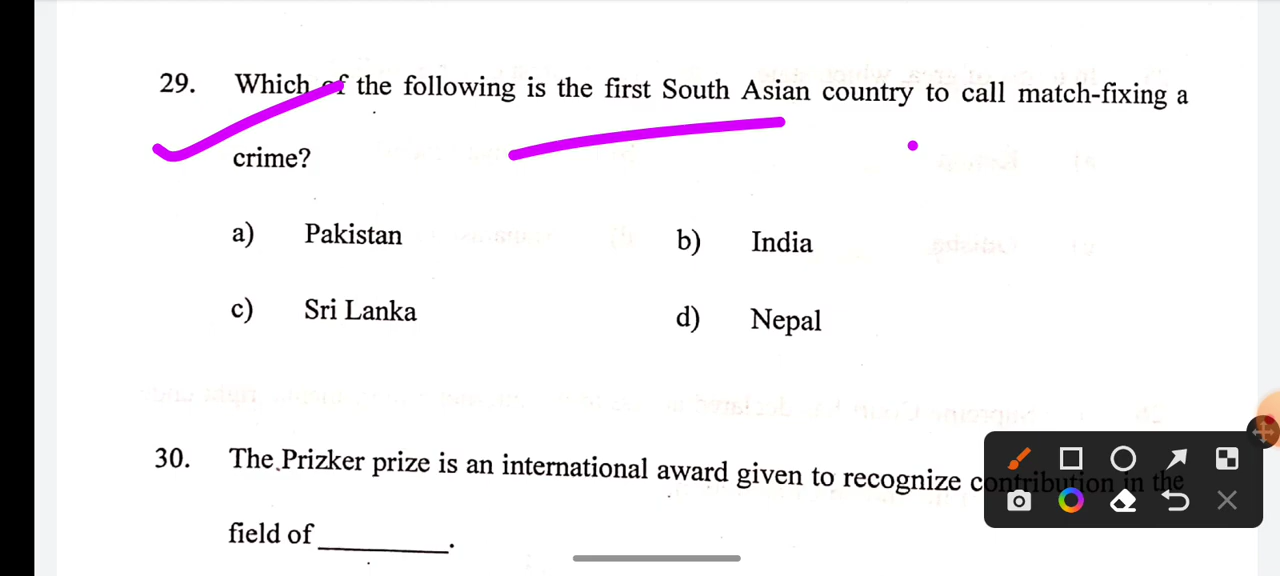 29. Which of the following is the first South Asian country to call match-fixing a
crime?
a) Pakistan b) India
c) Sri Lanka d) Nepal
30. The Prizker prize is an international award given to recognize contribution in the
field of ________.